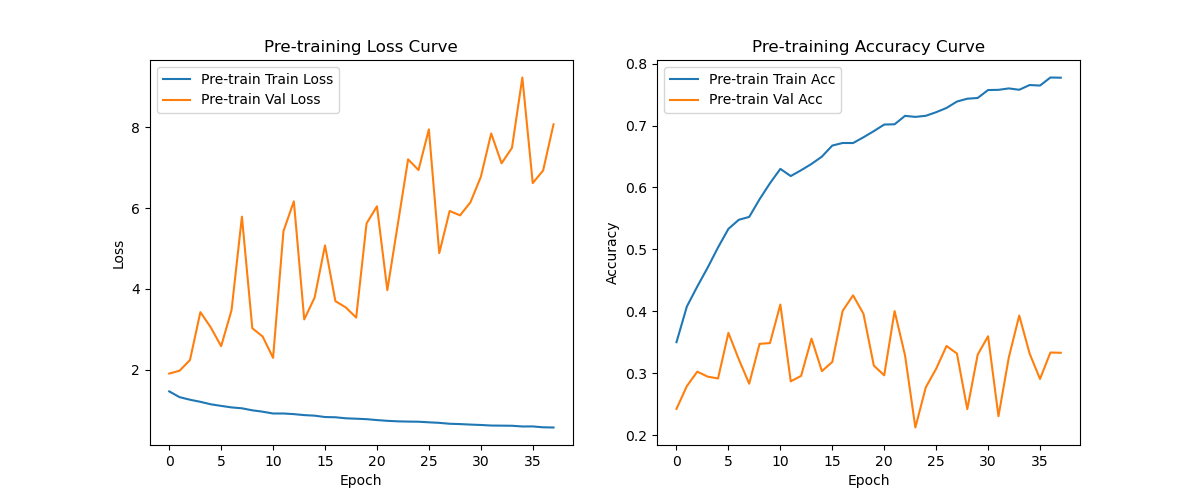 Pre-training Loss Curve
Pre-train Train Loss
Pre-train Val Loss
8
6
4
2
Loss
0 5 10 15 20 25 30 35
Epoch
Pre-training Accuracy Curve
Pre-train Train Acc
Pre-train Val Acc
0.8
0.7
0.6
0.5
0.4
0.3
0.2
Accuracy
0 5 10 15 20 25 30 35
Epoch